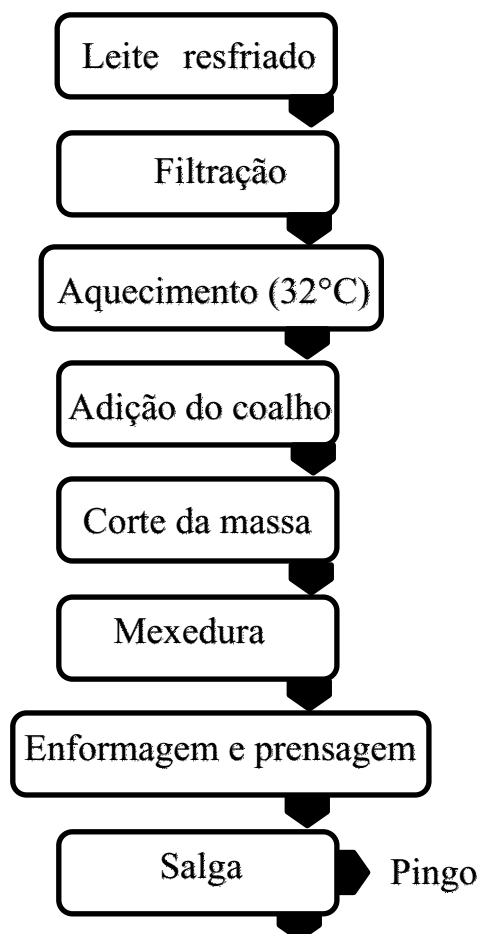 Leite resfriado
Filtração
Aquecimento (32°C)
Adição do coalho
Corte da massa
Mexedura
Enformagem e prensagem
Salga
Pingo